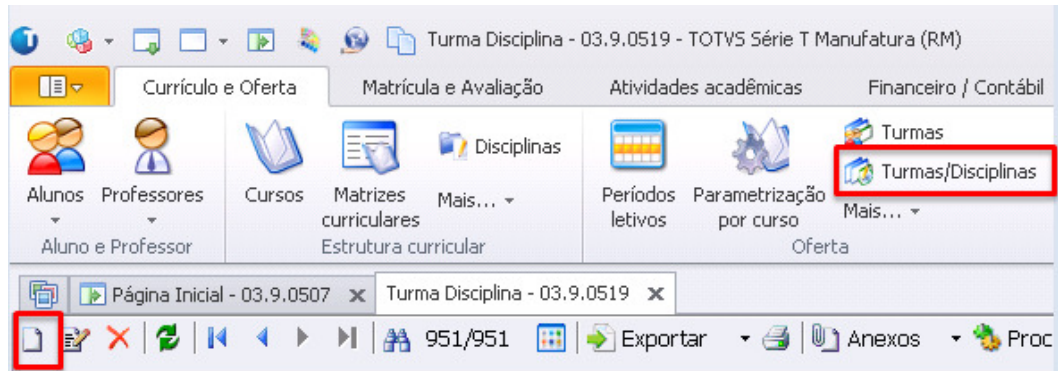 Turma Disciplina - 03.9.0519 - TOTVS Série T Manufatura (RM)
Currículo e Oferta Matrícula e Avaliação Atividades acadêmicas Financeiro / Contábil
Alunos
Professores
Cursos
Matrizes
curriculares
Disciplinas
Mais...
Períodos
letivos
Parametrização
por curso
Turmas
Turmas/Disciplinas
Mais...
Aluno e Professor Estrutura curricular Oferta
Página Inicial - 03.9.0507 Turma Disciplina - 03.9.0519
951/951 Exportar Anexos Proc